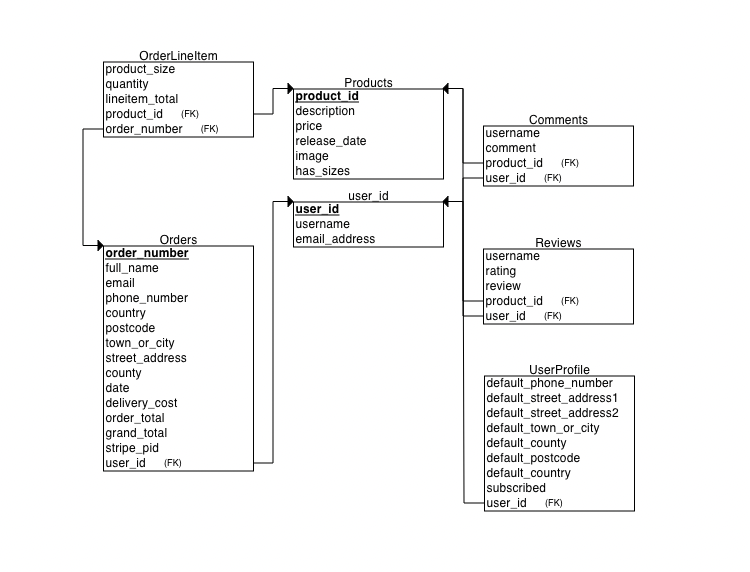 OrderLineItem
product_size
quantity
lineitem_total
product_id (FK)
order_number (FK)
Products
product_id
description
price
release_date
image
has_sizes
Comments
username
comment
product_id (FK)
user_id (FK)
user_id
user_id
username
email_address
Orders
order_number
full_name
email
phone_number
country
postcode
town_or_city
street_address
county
date
delivery_cost
order_total
grand_total
stripe_pid
user_id (FK)
Reviews
username
rating
review
product_id (FK)
user_id (FK)
UserProfile
default_phone_number
default_street_address1
default_street_address2
default_town_or_city
default_county
default_postcode
default_country
subscribed
user_id (FK)